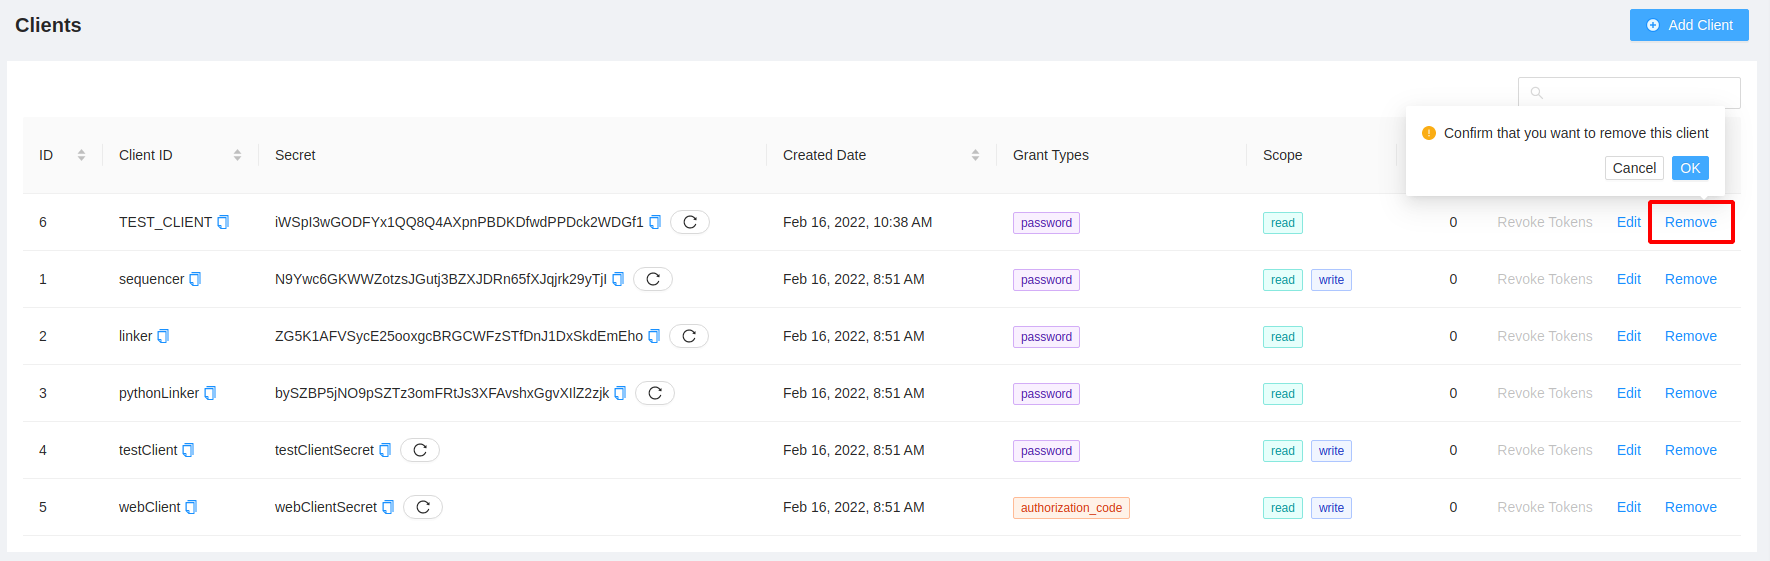 Clients
Add Client
Confirm that you want to remove this client
Cancel OK
ID Client ID Secret Created Date Grant Types Scope
6 TEST_CLIENT iWSpI3wGODFYx1QQ8Q4AXpnPBDKDfwdPPDck2WDGf1 Feb 16, 2022, 10:38 AM password read 0 Revoke Tokens Edit Remove
1 sequencer N9Ywc6GKWWZotzsJGutj3BZXJDRn65fXJqjrk29yTjI Feb 16, 2022, 8:51 AM password read write 0 Revoke Tokens Edit Remove
2 linker ZG5K1AFVSycE25ooxgcBRGCWFzSTfDnJ1DxSkdEmEho Feb 16, 2022, 8:51 AM password read 0 Revoke Tokens Edit Remove
3 pythonLinker bySZBP5jNO9pSZTz3omFRtJs3XFAvshxGgvXIlZ2zjk Feb 16, 2022, 8:51 AM password read 0 Revoke Tokens Edit Remove
4 testClient testClientSecret Feb 16, 2022, 8:51 AM password read write 0 Revoke Tokens Edit Remove
5 webClient webClientSecret Feb 16, 2022, 8:51 AM authorization_code read write 0 Revoke Tokens Edit Remove